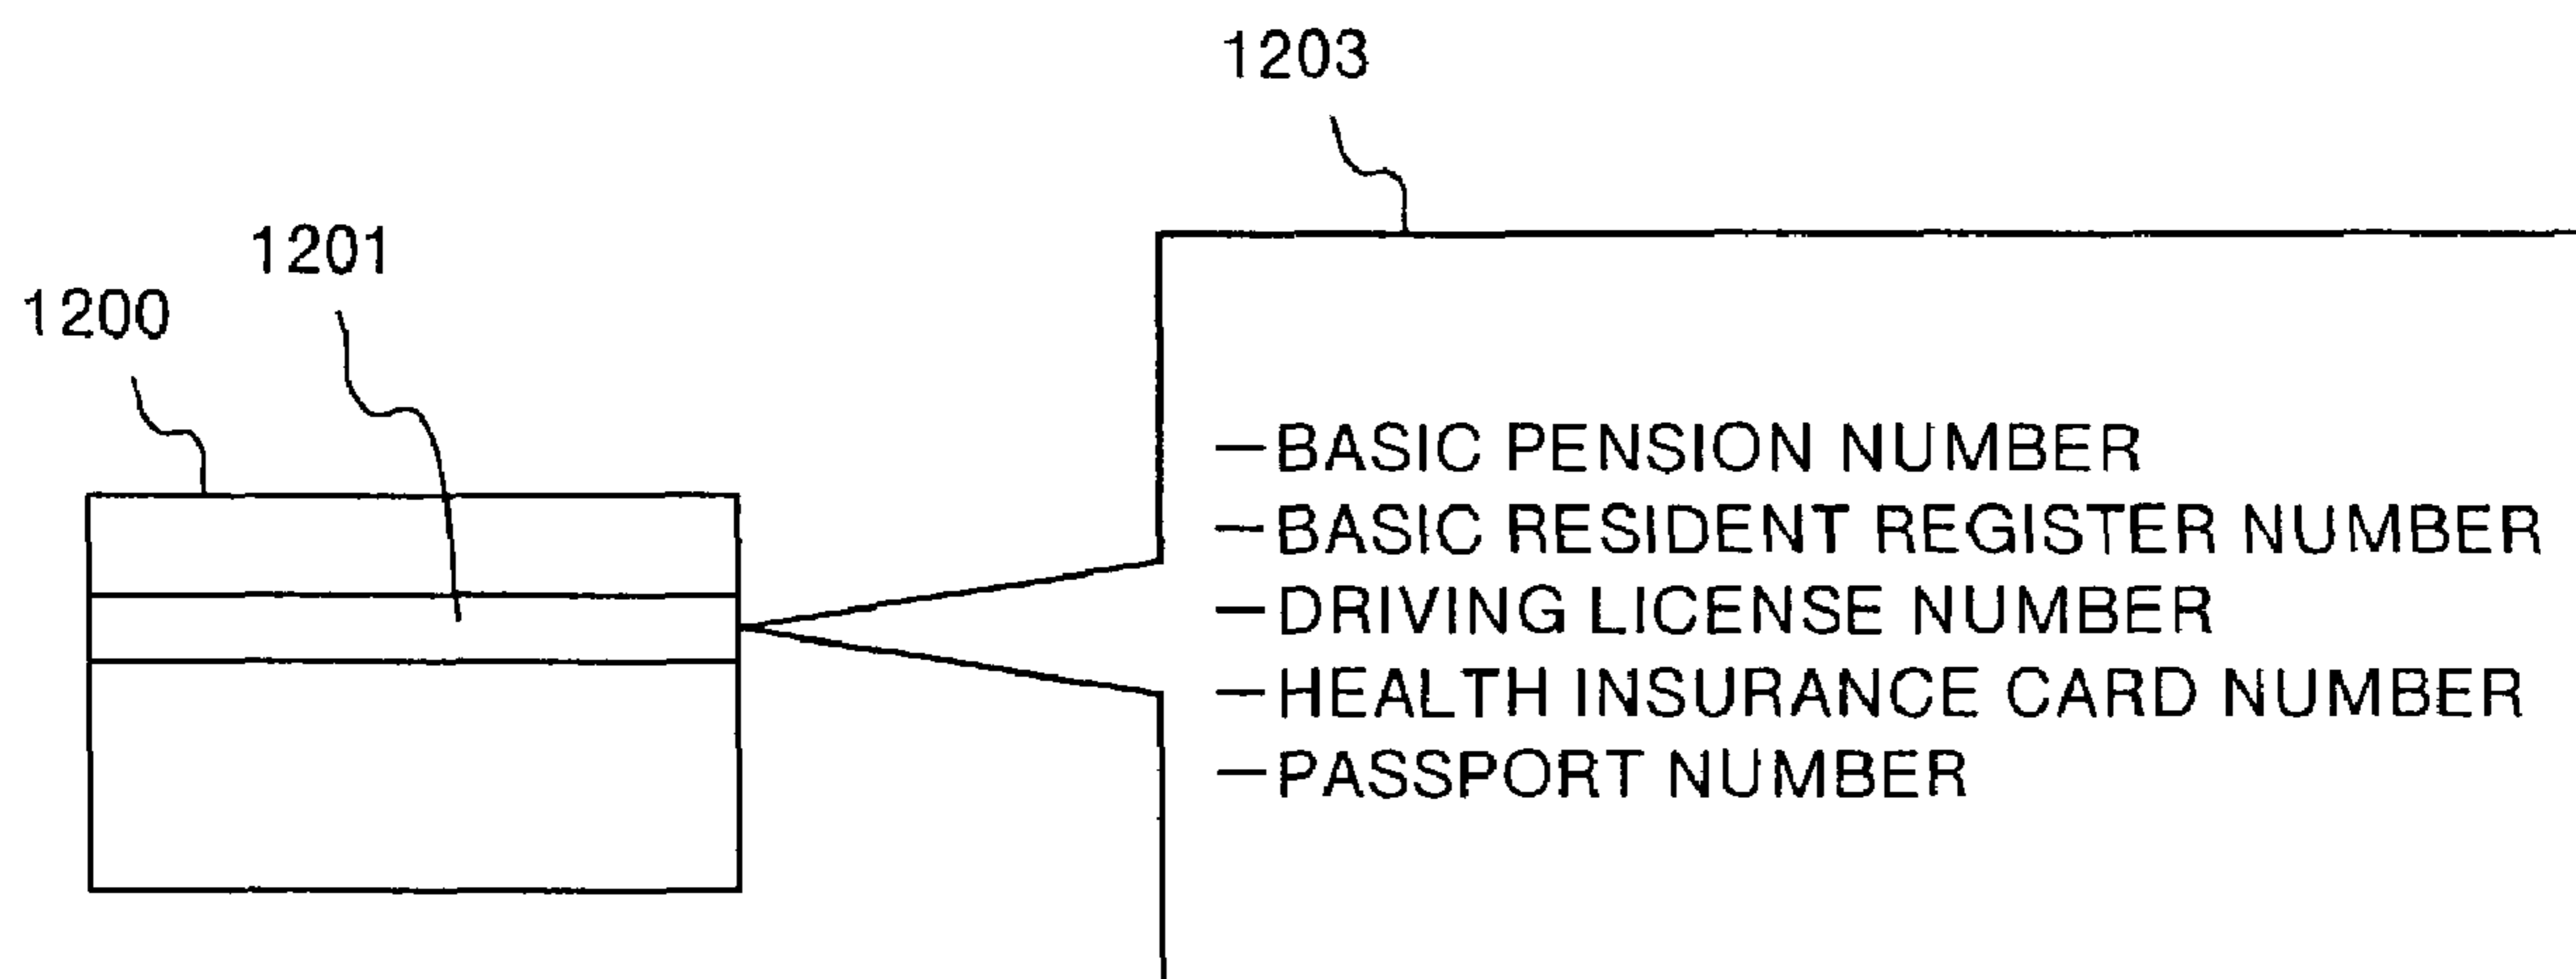 1203
1201
1200
—BASIC PENSION NUMBER
—BASIC RESIDENT REGISTER NUMBER
—DRIVING LICENSE NUMBER
—HEALTH INSURANCE CARD NUMBER
—PASSPORT NUMBER